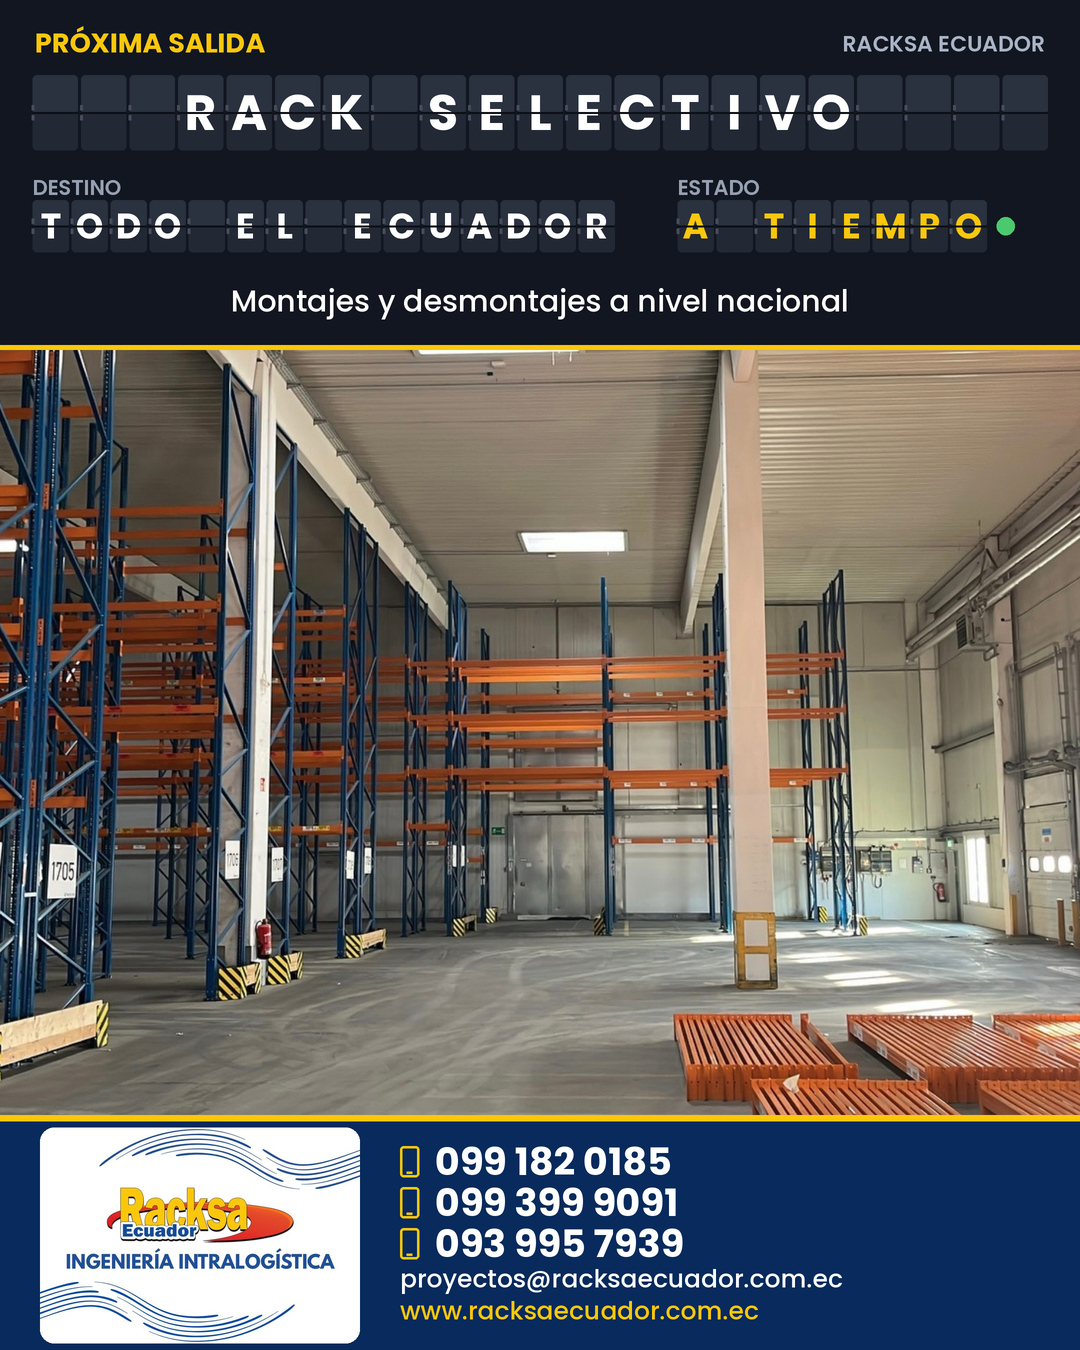 PRÓXIMA SALIDA
RACKSA ECUADOR
RACK SELECTIVO
DESTINO
ESTADO
TODO EL ECUADOR
A TIEMPO
Montajes y desmontajes a nivel nacional
1705
Racksa
Ecuador
INGENIERÍA INTRALOGÍSTICA
099 182 0185
099 399 9091
093 995 7939
proyectos@racksaecuador.com.ec
www.racksaecuador.com.ec